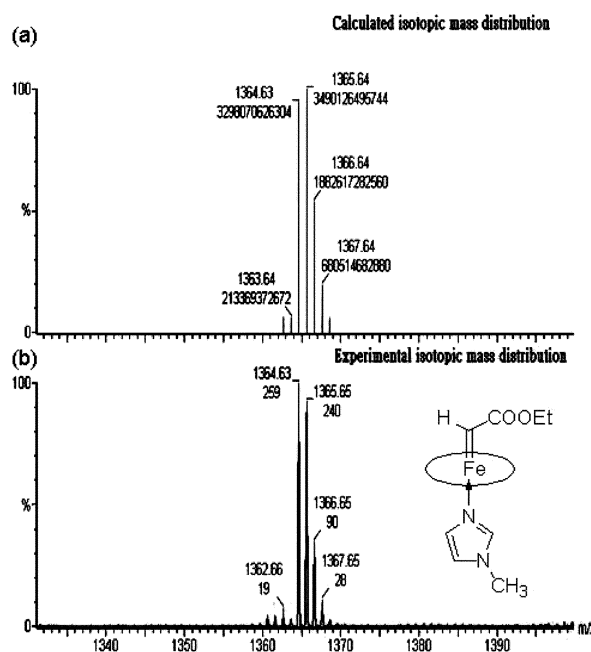 (a)
Calculated isotopic mass distribution
100
%
0
1364.63
3298070626304
1365.64
3490126495744
1366.64
1882617282560
1367.64
680514682880
1363.64
213369372672
(b)
Experimental isotopic mass distribution
100
%
0
1364.63
259
1365.65
240
1366.65
90
1362.66
19
1367.65
28
H
COOEt
Fe
N
N
CH3
1340 1350 1360 1370 1380 1390